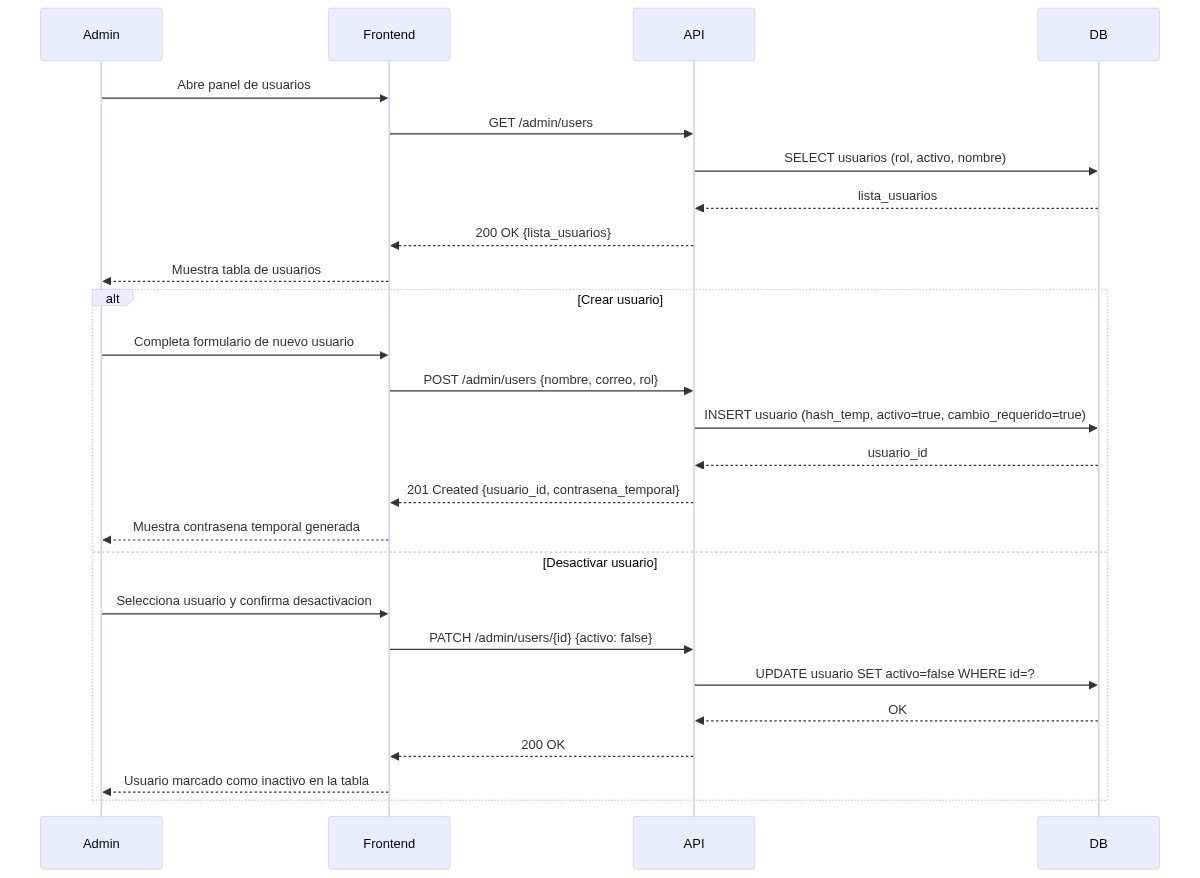 Admin
Frontend
API
DB
Abre panel de usuarios
GET /admin/users
SELECT usuarios (rol, activo, nombre)
lista_usuarios
200 OK {lista_usuarios}
Muestra tabla de usuarios
alt
[Crear usuario]
Completa formulario de nuevo usuario
POST /admin/users {nombre, correo, rol}
INSERT usuario (hash_temp, activo=true, cambio_requerido=true)
usuario_id
201 Created {usuario_id, contrasena_temporal}
Muestra contrasena temporal generada
[Desactivar usuario]
Selecciona usuario y confirma desactivacion
PATCH /admin/users/{id} {activo: false}
UPDATE usuario SET activo=false WHERE id=?
OK
200 OK
Usuario marcado como inactivo en la tabla
Admin
Frontend
API
DB